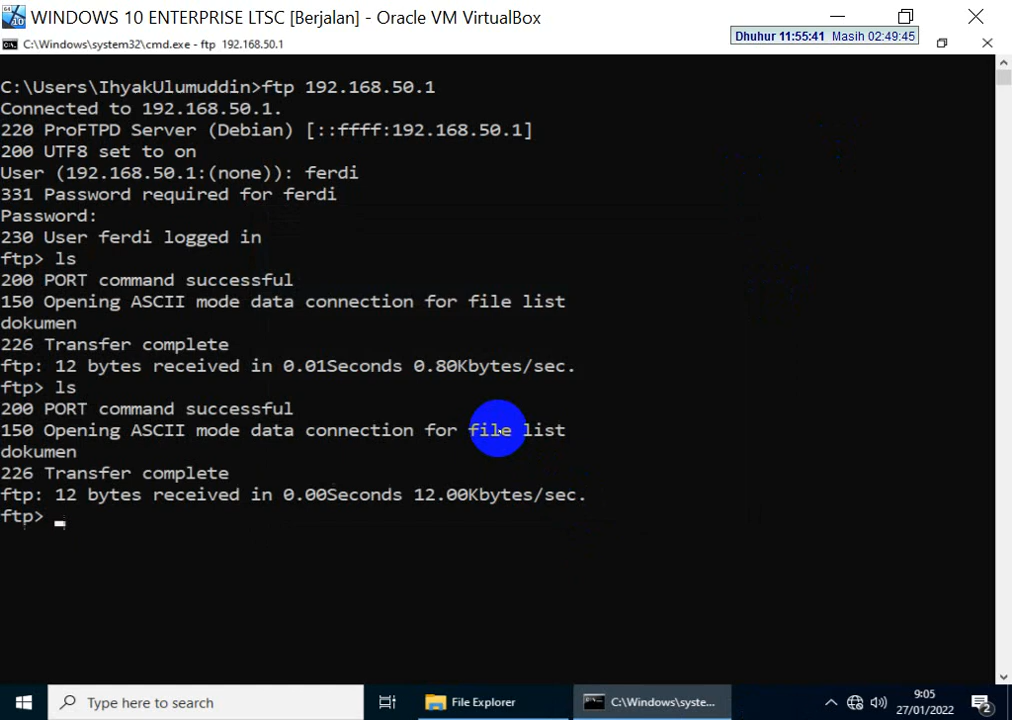 WINDOWS 10 ENTERPRISE LTSC [Berjalan] - Oracle VM VirtualBox
Dhuhur 11:55:41 Masih 02:49:45
C:\Windows\system32\cmd.exe - ftp 192.168.50.1
C:\Users\IhyakUlumuddin>ftp 192.168.50.1
Connected to 192.168.50.1.
220 ProFTPD Server (Debian) [::ffff:192.168.50.1]
200 UTF8 set to on
User (192.168.50.1:(none)): ferdi
331 Password required for ferdi
Password:
230 User ferdi logged in
ftp> ls
200 PORT command successful
150 Opening ASCII mode data connection for file list
dokumen
226 Transfer complete
ftp: 12 bytes received in 0.01Seconds 0.80Kbytes/sec.
ftp> ls
200 PORT command successful
150 Opening ASCII mode data connection for file list
dokumen
226 Transfer complete
ftp: 12 bytes received in 0.00Seconds 12.00Kbytes/sec.
ftp>
Type here to search
File Explorer
C:\Windows\syste...
9:05
27/01/2022
2